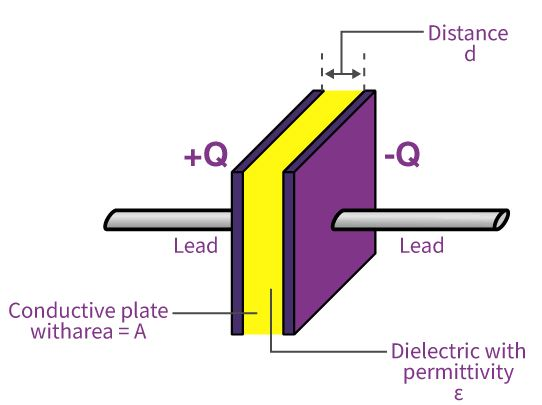 Distance
d
+Q
-Q
Lead
Lead
Conductive plate
witharea = A
Dielectric with
permittivity
ε